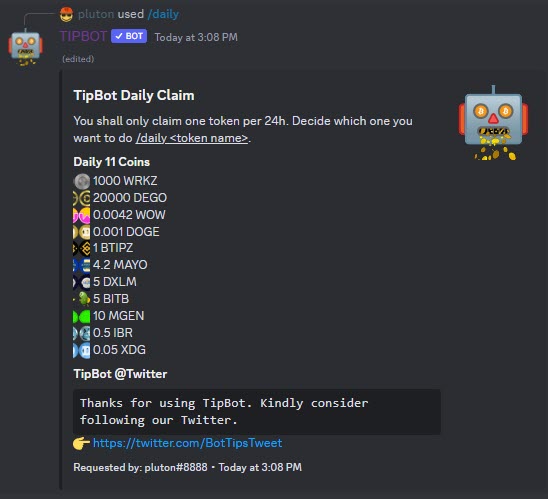 pluton used /daily
TIPBOT ✓ BOT Today at 3:08 PM
(edited)
TipBot Daily Claim
You shall only claim one token per 24h. Decide which one you
want to do /daily <token name>.
Daily 11 Coins
1000 WRKZ
20000 DEGO
0.0042 WOW
0.001 DOGE
1 BTIPZ
4.2 MAYO
5 DXLM
5 BITB
10 MGEN
0.5 IBR
0.05 XDG
TipBot @Twitter
Thanks for using TipBot. Kindly consider
following our Twitter.
👉 https://twitter.com/BotTipsTweet
Requested by: pluton#8888 • Today at 3:08 PM